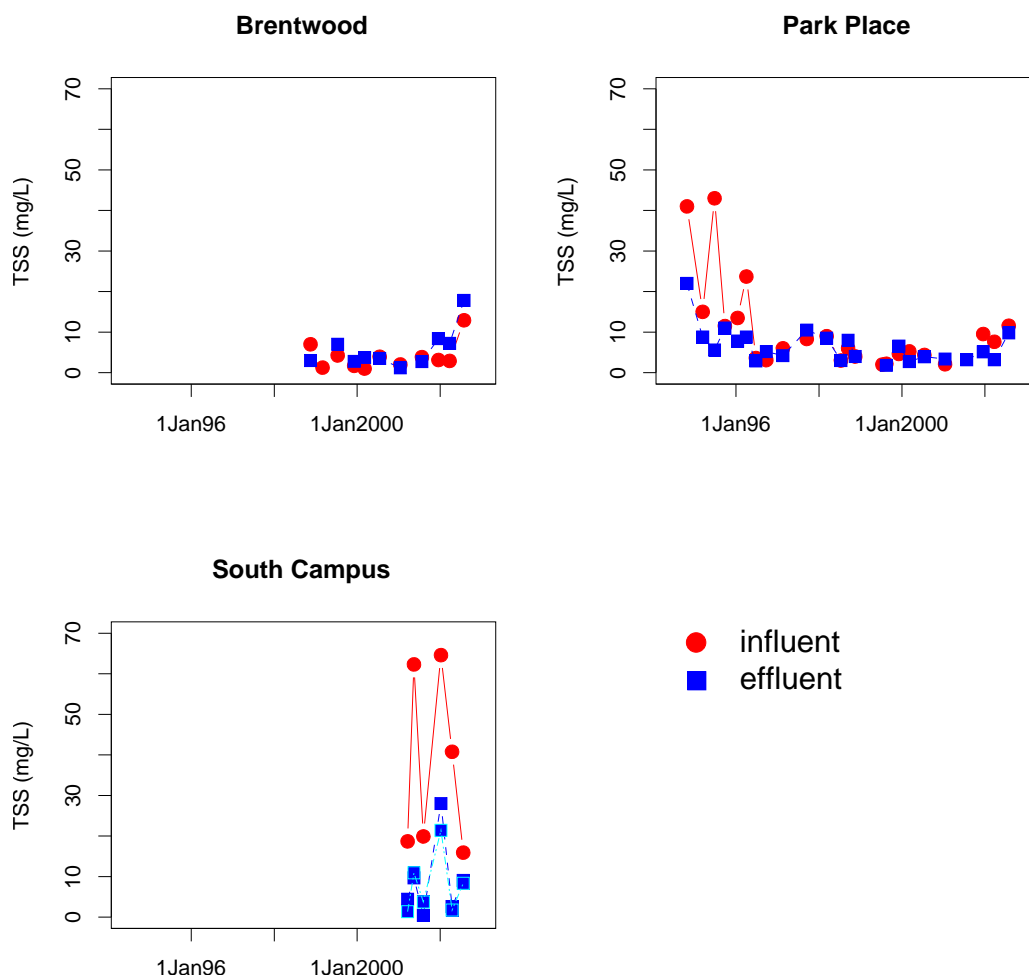 Brentwood
Park Place
TSS (mg/L)
0
10
30
50
70
1Jan96
1Jan2000
TSS (mg/L)
0
10
30
50
70
1Jan96
1Jan2000
South Campus
TSS (mg/L)
0
10
30
50
70
1Jan96
1Jan2000
influent
effluent